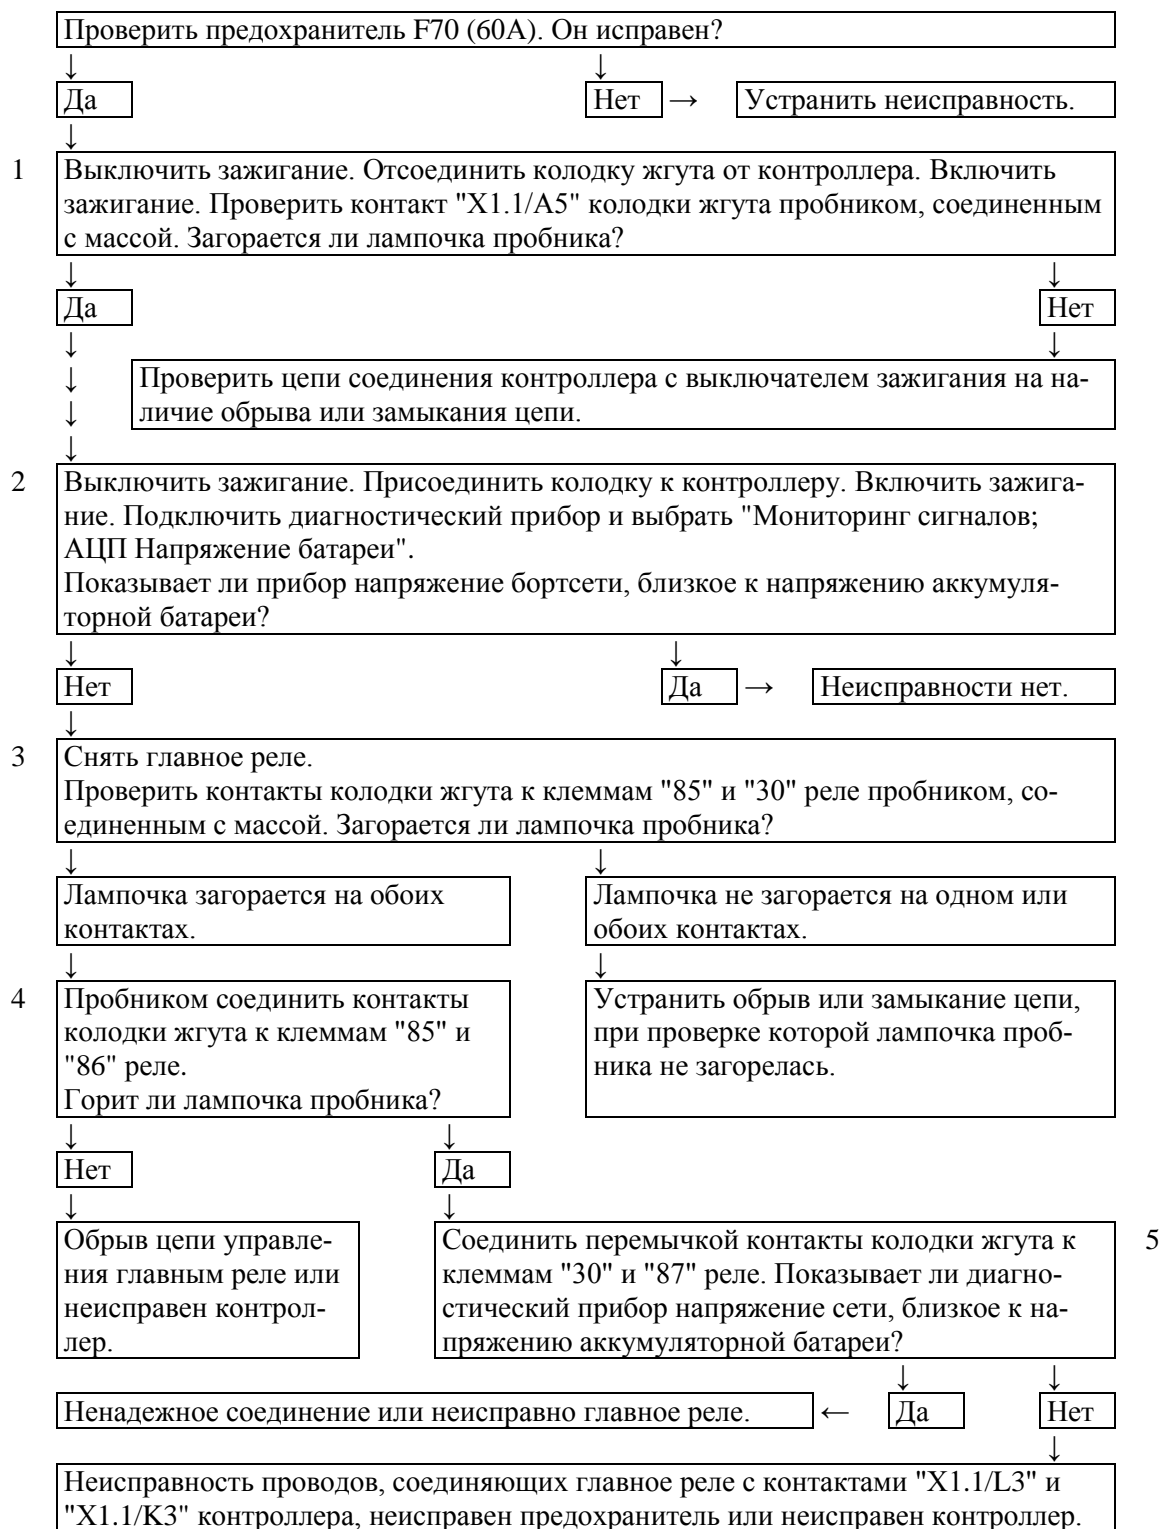 Проверить предохранитель F70 (60А). Он исправен?
↓ ↓
Да Нет → Устранить неисправность.
↓
1 Выключить зажигание. Отсоединить колодку жгута от контроллера. Включить
зажигание. Проверить контакт "X1.1/A5" колодки жгута пробником, соединенным
с массой. Загорается ли лампочка пробника?
↓ ↓
Да Нет
↓ ↓
↓ Проверить цепи соединения контроллера с выключателем зажигания на на-
↓ личие обрыва или замыкания цепи.
↓
2 Выключить зажигание. Присоединить колодку к контроллеру. Включить зажига-
ние. Подключить диагностический прибор и выбрать "Мониторинг сигналов;
АЦП Напряжение батареи".
Показывает ли прибор напряжение бортсети, близкое к напряжению аккумуля-
торной батареи?
↓ ↓
Нет Да → Неисправности нет.
↓
3 Снять главное реле.
Проверить контакты колодки жгута к клеммам "85" и "30" реле пробником, со-
единенным с массой. Загорается ли лампочка пробника?
↓ ↓
Лампочка загорается на обоих
контактах.
Лампочка не загорается на одном или
обоих контактах.
↓ ↓
4 Пробником соединить контакты
колодки жгута к клеммам "85" и
"86" реле.
Горит ли лампочка пробника?
Устранить обрыв или замыкание цепи,
при проверке которой лампочка проб-
ника не загорелась.
↓ ↓
Нет Да
↓ ↓
Обрыв цепи управле-
ния главным реле или
неисправен контрол-
лер.
Соединить перемычкой контакты колодки жгута к 5
клеммам "30" и "87" реле. Показывает ли диагно-
стический прибор напряжение сети, близкое к на-
пряжению аккумуляторной батареи?
↓ ↓
Ненадежное соединение или неисправно главное реле. ← Да Нет
↓
Неисправность проводов, соединяющих главное реле с контактами "X1.1/L3" и
"X1.1/K3" контроллера, неисправен предохранитель или неисправен контроллер.